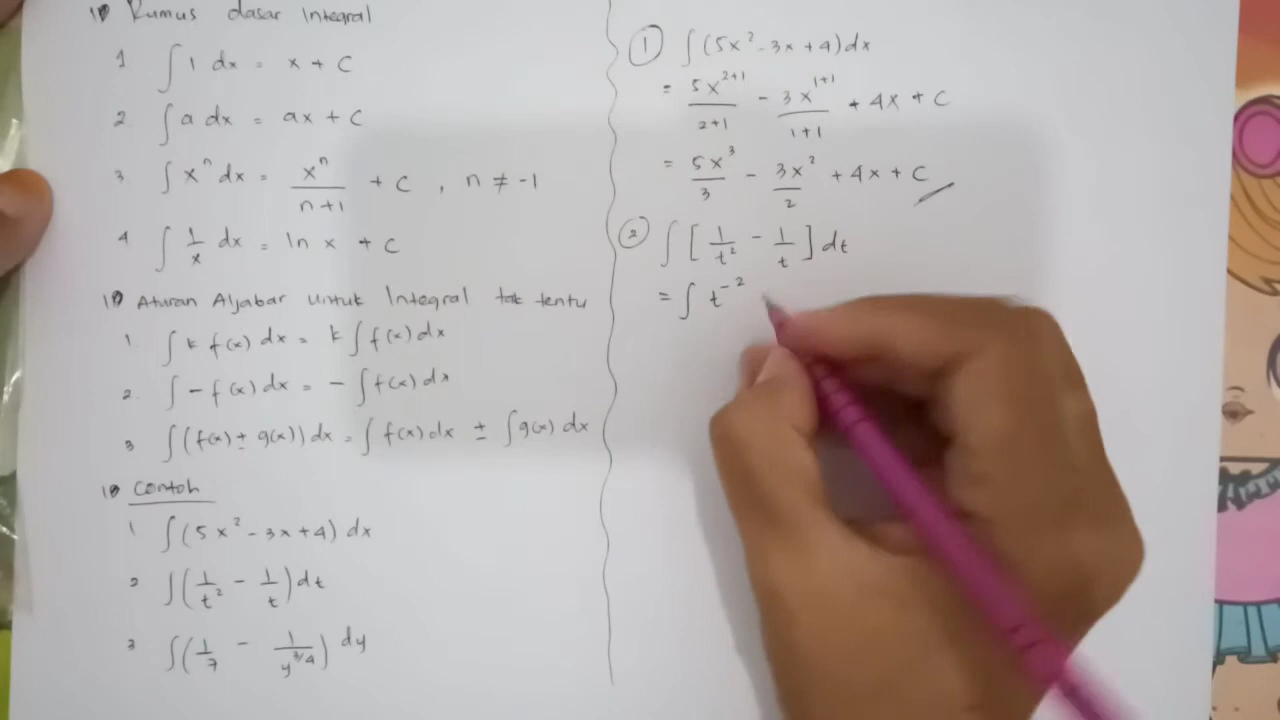 Rumus dasar Integral
1 ∫ 1 dx = x + C
2. ∫ a dx = ax + C
3 ∫ xⁿ dx = xⁿ/(n+1) + C , n ≠ -1
4 ∫ 1/x dx = ln x + C
Aturan Aljabar untuk Integral tak tentu
1. ∫ k f(x) dx = k ∫ f(x) dx
2. ∫ - f(x) dx = - ∫ f(x) dx
3 ∫ (f(x) ± g(x)) dx = ∫ f(x) dx ± ∫ g(x) dx
Contoh
1 ∫ (5x² - 3x + 4) dx
2 ∫ (1/t² - 1/t) dt
3 ∫ (1/7 - 1/y^(3/4)) dy
① ∫ (5x² - 3x + 4) dx
= 5x^(2+1)/(2+1) - 3x^(1+1)/(1+1) + 4x + C
= 5x³/3 - 3x²/2 + 4x + C
② ∫ [1/t² - 1/t] dt
= ∫ t⁻²